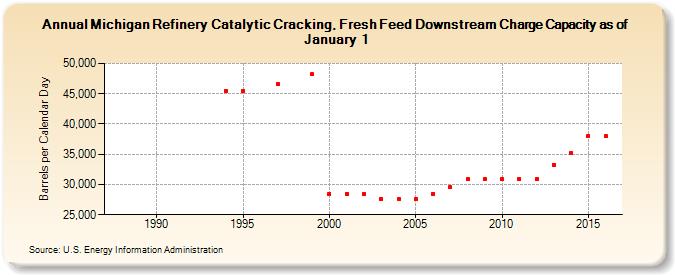 Annual Michigan Refinery Catalytic Cracking, Fresh Feed Downstream Charge Capacity as of
January 1
Barrels per Calendar Day
50,000
45,000
40,000
35,000
30,000
25,000
1990 1995 2000 2005 2010 2015
Source: U.S. Energy Information Administration